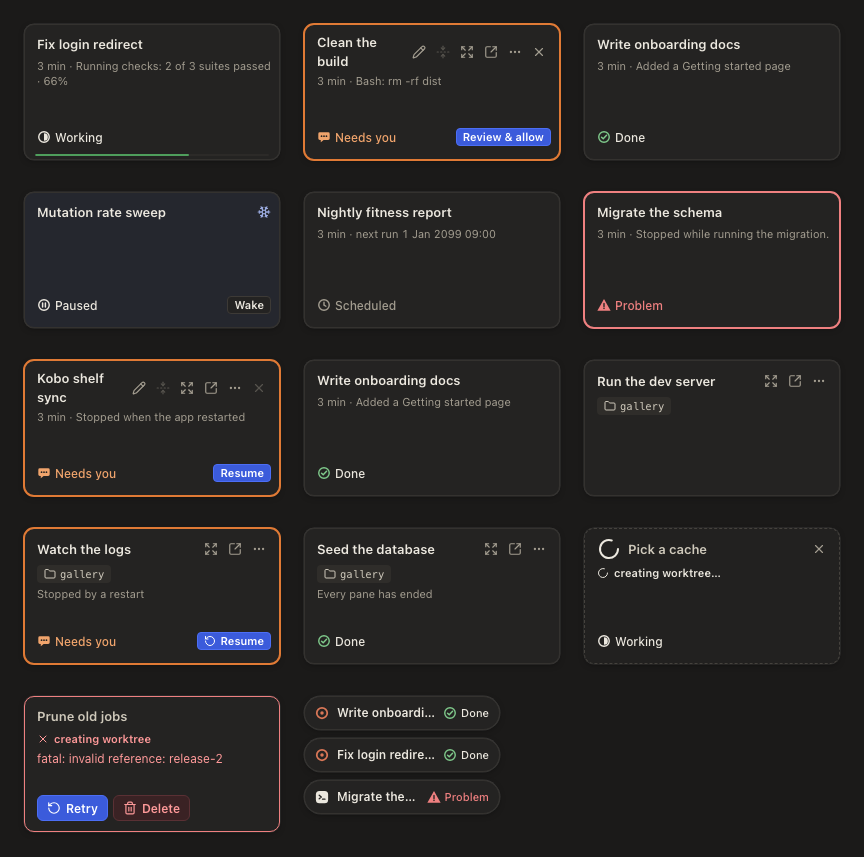 Fix login redirect
3 min · Running checks: 2 of 3 suites passed
· 66%
Working
Clean the
build
3 min · Bash: rm -rf dist
Needs you
Review & allow
Write onboarding docs
3 min · Added a Getting started page
Done
Mutation rate sweep
Paused
Wake
Nightly fitness report
3 min · next run 1 Jan 2099 09:00
Scheduled
Migrate the schema
3 min · Stopped while running the migration.
Problem
Kobo shelf
sync
3 min · Stopped when the app restarted
Needs you
Resume
Write onboarding docs
3 min · Added a Getting started page
Done
Run the dev server
gallery
Watch the logs
gallery
Stopped by a restart
Needs you
Resume
Seed the database
gallery
Every pane has ended
Done
Pick a cache
creating worktree...
Working
Prune old jobs
creating worktree
fatal: invalid reference: release-2
Retry
Delete
Write onboardi... Done
Fix login redire... Done
Migrate the... Problem